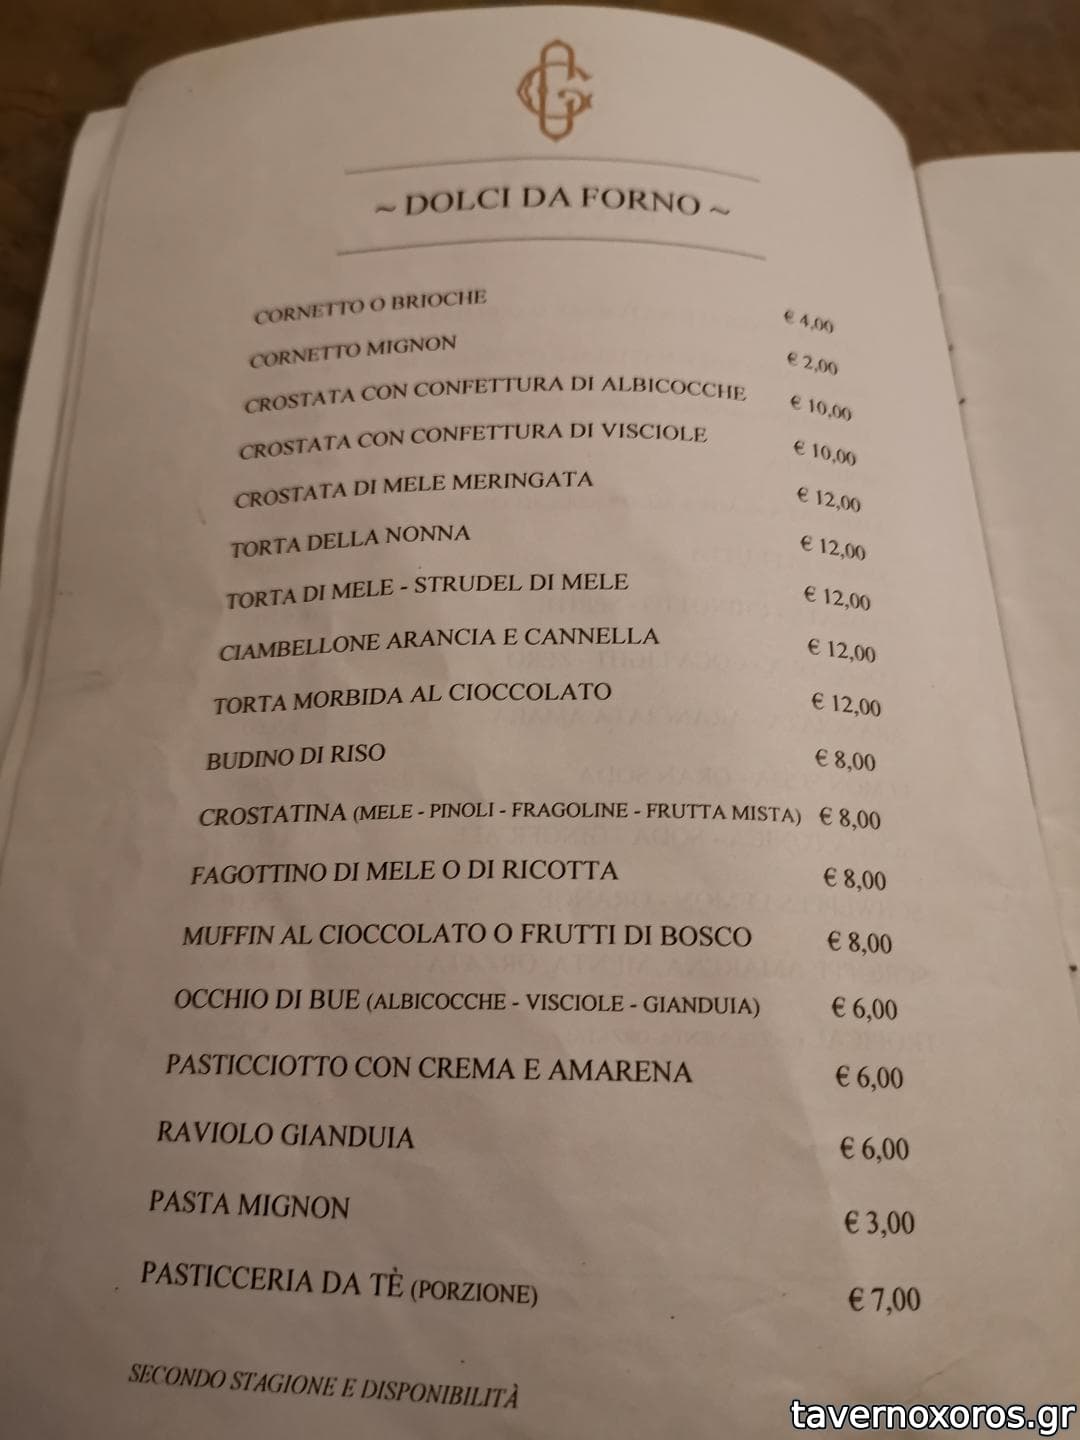 ~ DOLCI DA FORNO ~
CORNETTO O BRIOCHE € 4,00
CORNETTO MIGNON € 2,00
CROSTATA CON CONFETTURA DI ALBICOCCHE € 10,00
CROSTATA CON CONFETTURA DI VISCIOLE € 10,00
CROSTATA DI MELE MERINGATA € 12,00
TORTA DELLA NONNA € 12,00
TORTA DI MELE - STRUDEL DI MELE € 12,00
CIAMBELLONE ARANCIA E CANNELLA € 12,00
TORTA MORBIDA AL CIOCCOLATO € 12,00
BUDINO DI RISO € 8,00
CROSTATINA (MELE - PINOLI - FRAGOLINE - FRUTTA MISTA) € 8,00
FAGOTTINO DI MELE O DI RICOTTA € 8,00
MUFFIN AL CIOCCOLATO O FRUTTI DI BOSCO € 8,00
OCCHIO DI BUE (ALBICOCCHE - VISCIOLE - GIANDUIA) € 6,00
PASTICCIOTTO CON CREMA E AMARENA € 6,00
RAVIOLO GIANDUIA € 6,00
PASTA MIGNON € 3,00
PASTICCERIA DA TÈ (PORZIONE) € 7,00
SECONDO STAGIONE E DISPONIBILITÀ
tavernoxoros.gr